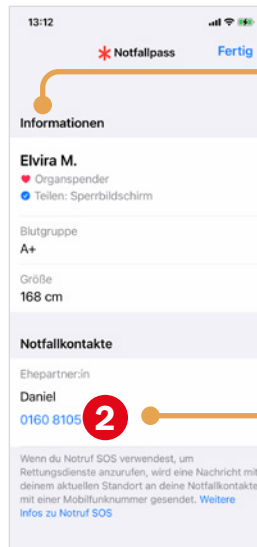 13:12
Notfallpass Fertig
Informationen
Elvira M.
Organspender
Teilen: Sperrbildschirm
Blutgruppe
A+
Größe
168 cm
Notfallkontakte
Ehepartner:in
Daniel
0160 8105
2
Wenn du Notruf SOS verwendest, um
Rettungsdienste anzurufen, wird eine Nachricht mit
deinem aktuellen Standort an deine Notfallkontakte
mit einer Mobilfunknummer gesendet. Weitere
Infos zu Notruf SOS